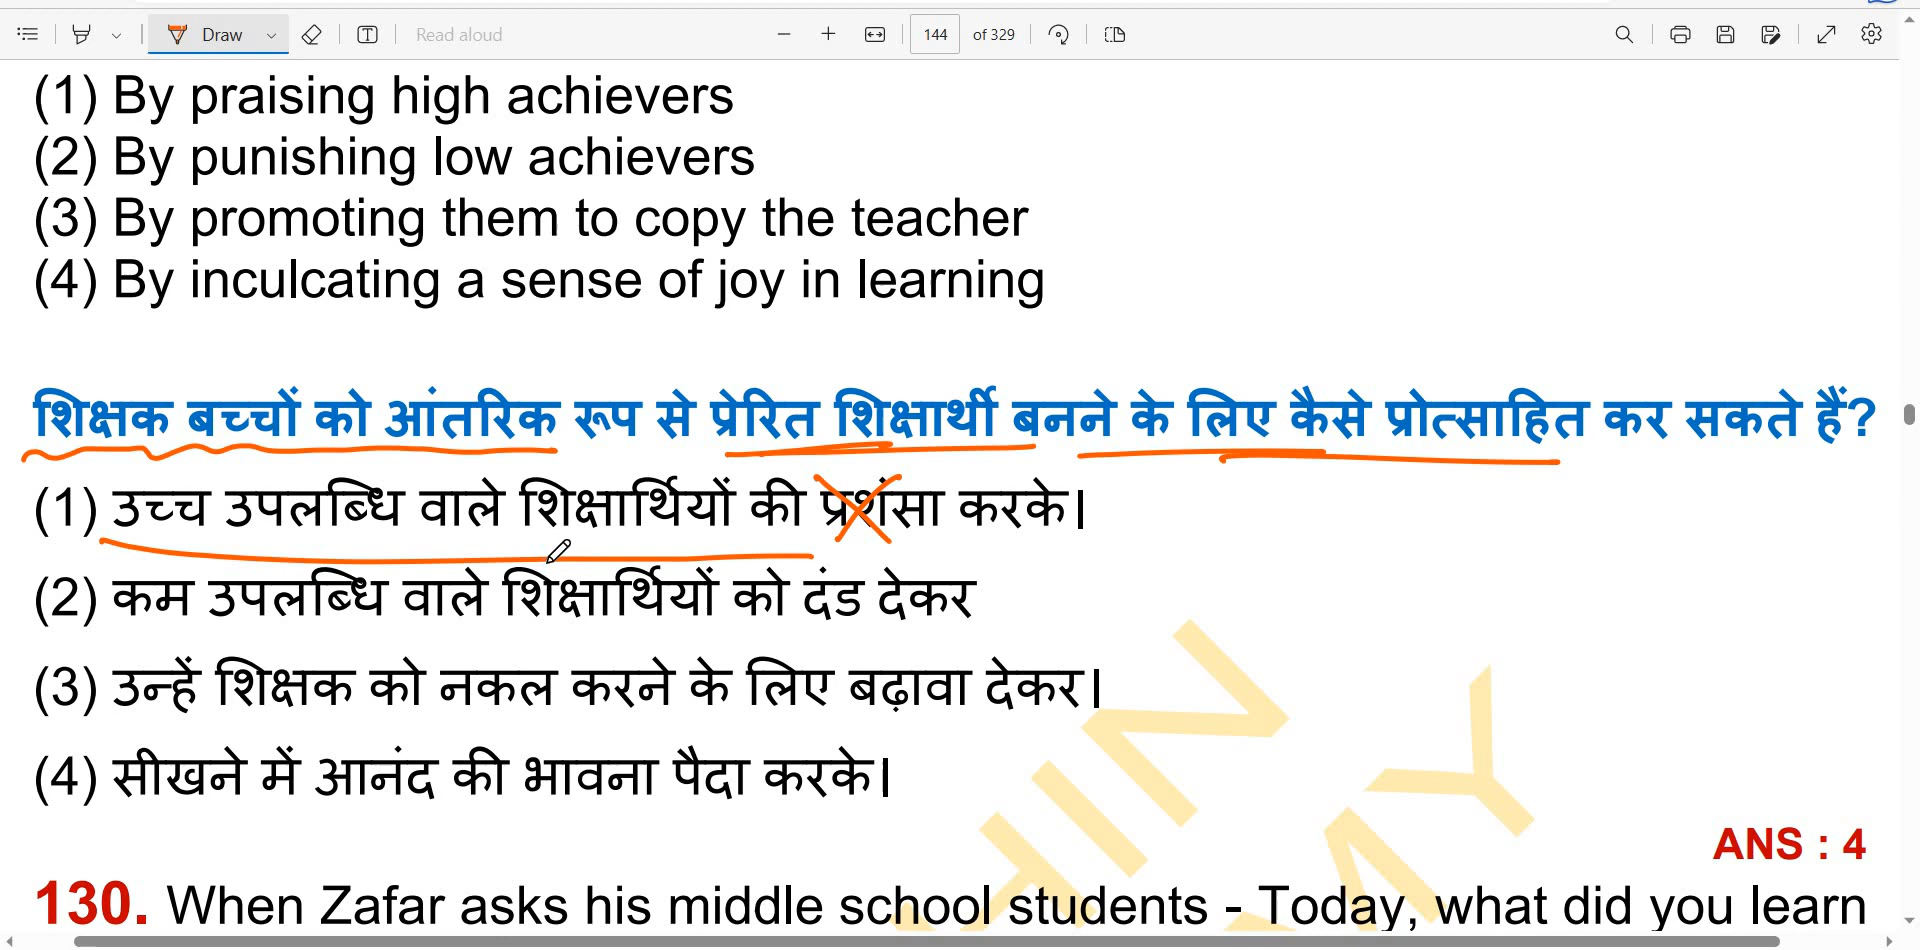 Draw
Read aloud
144 of 329
(1) By praising high achievers
(2) By punishing low achievers
(3) By promoting them to copy the teacher
(4) By inculcating a sense of joy in learning
शिक्षक बच्चों को आंतरिक रूप से प्रेरित शिक्षार्थी बनने के लिए कैसे प्रोत्साहित कर सकते हैं?
(1) उच्च उपलब्धि वाले शिक्षार्थियों की प्रशंसा करके।
(2) कम उपलब्धि वाले शिक्षार्थियों को दंड देकर
(3) उन्हें शिक्षक को नकल करने के लिए बढ़ावा देकर।
(4) सीखने में आनंद की भावना पैदा करके।
ANS : 4
130. When Zafar asks his middle school students - Today, what did you learn